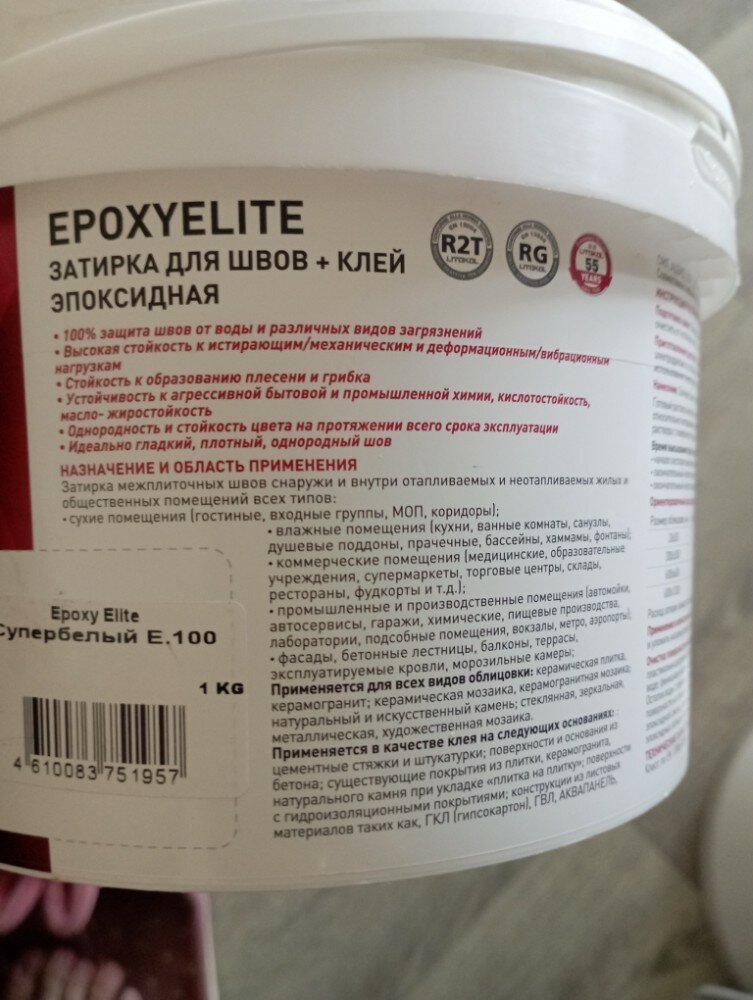 EPOXYELITE
ЗАТИРКА ДЛЯ ШВОВ + КЛЕЙ
ЭПОКСИДНАЯ
R2T
LITOKOL
RG
LITOKOL
LITOKOL
55
YEARS
• 100% защита швов от воды и различных видов загрязнений
• Высокая стойкость к истирающим/механическим и деформационным/вибрационным
нагрузкам
• Стойкость к образованию плесени и грибка
• Устойчивость к агрессивной бытовой и промышленной химии, кислотостойкость,
масло- жиростойкость
• Однородность и стойкость цвета на протяжении всего срока эксплуатации
• Идеально гладкий, плотный, однородный шов
НАЗНАЧЕНИЕ И ОБЛАСТЬ ПРИМЕНЕНИЯ
Затирка межплиточных швов снаружи и внутри отапливаемых и неотапливаемых жилых и
общественных помещений всех типов:
• сухие помещения (гостиные, входные группы, МОП, коридоры);
• влажные помещения (кухни, ванные комнаты, санузлы,
душевые поддоны, прачечные, бассейны, хаммамы, фонтаны);
• коммерческие помещения (медицинские, образовательные
учреждения, супермаркеты, торговые центры, склады,
рестораны, фудкорты и т.д.);
• промышленные и производственные помещения (автомойки,
автосервисы, гаражи, химические, пищевые производства,
лаборатории, подсобные помещения, вокзалы, метро, аэропорты);
• фасады, бетонные лестницы, балконы, террасы,
эксплуатируемые кровли, морозильные камеры;
Применяется для всех видов облицовки: керамическая плитка,
керамогранит; керамическая мозаика, керамогранитная мозаика;
натуральный и искусственный камень; стеклянная, зеркальная,
металлическая, художественная мозаика.
Применяется в качестве клея на следующих основаниях:
цементные стяжки и штукатурки; поверхности и основания из
бетона; существующие покрытия из плитки, керамогранита,
натурального камня при укладке «плитка на плитку»; поверхности
с гидроизоляционными покрытиями; конструкции из листовых
материалов таких как, ГКЛ (гипсокартон), ГВЛ, АКВАПАНЕЛЬ.
Epoxy Elite
Супербелый E.100
1 KG
4 610083 751957